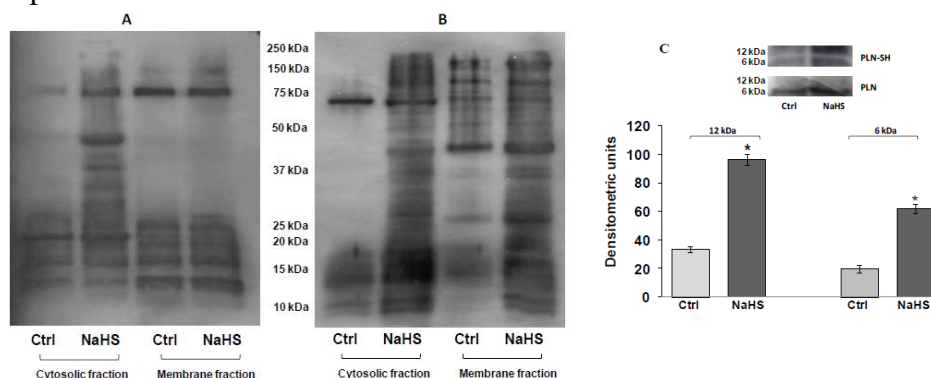 A
B
C
250 kDa
150 kDa
75 kDa
50 kDa
37 kDa
25 kDa
20 kDa
15 kDa
10 kDa
Ctrl NaHS Ctrl NaHS
Cytosolic fraction Membrane fraction
Ctrl NaHS Ctrl NaHS
Cytosolic fraction Membrane fraction
12 kDa
6 kDa
PLN-SH
12 kDa
6 kDa
PLN
Ctrl NaHS
12 kDa 6 kDa
Densitometric units
120
100
80
60
40
20
0
* *
Ctrl NaHS Ctrl NaHS